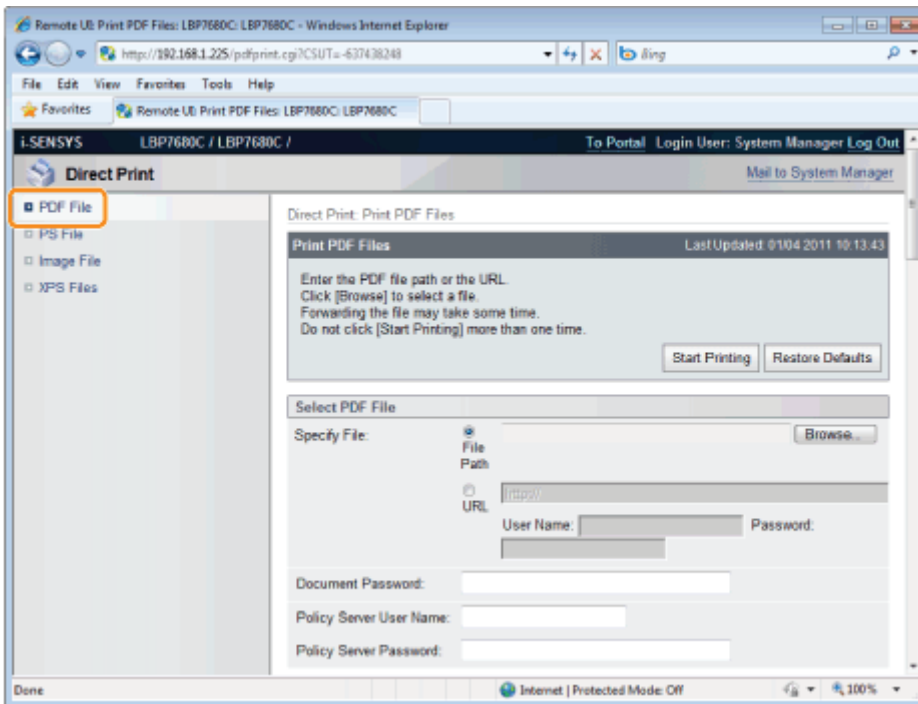 Remote UI: Print PDF Files: LBP7680C: LBP7680C - Windows Internet Explorer
http://192.168.1.225/pdfprint.cgi?CSUT=-637438248
Bing
File Edit View Favorites Tools Help
Favorites
Remote UI: Print PDF Files: LBP7680C: LBP7680C
i-SENSYS LBP7680C / LBP7680C / To Portal Login User: System Manager Log Out
Direct Print Mail to System Manager
PDF File
PS File
Image File
XPS Files
Direct Print: Print PDF Files
Print PDF Files Last Updated: 01/04 2011 10:13:43
Enter the PDF file path or the URL.
Click [Browse] to select a file.
Forwarding the file may take some time.
Do not click [Start Printing] more than one time.
Start Printing Restore Defaults
Select PDF File
Specify File: File Path Browse...
URL http://
User Name: Password:
Document Password:
Policy Server User Name:
Policy Server Password:
Done Internet | Protected Mode: Off 100%